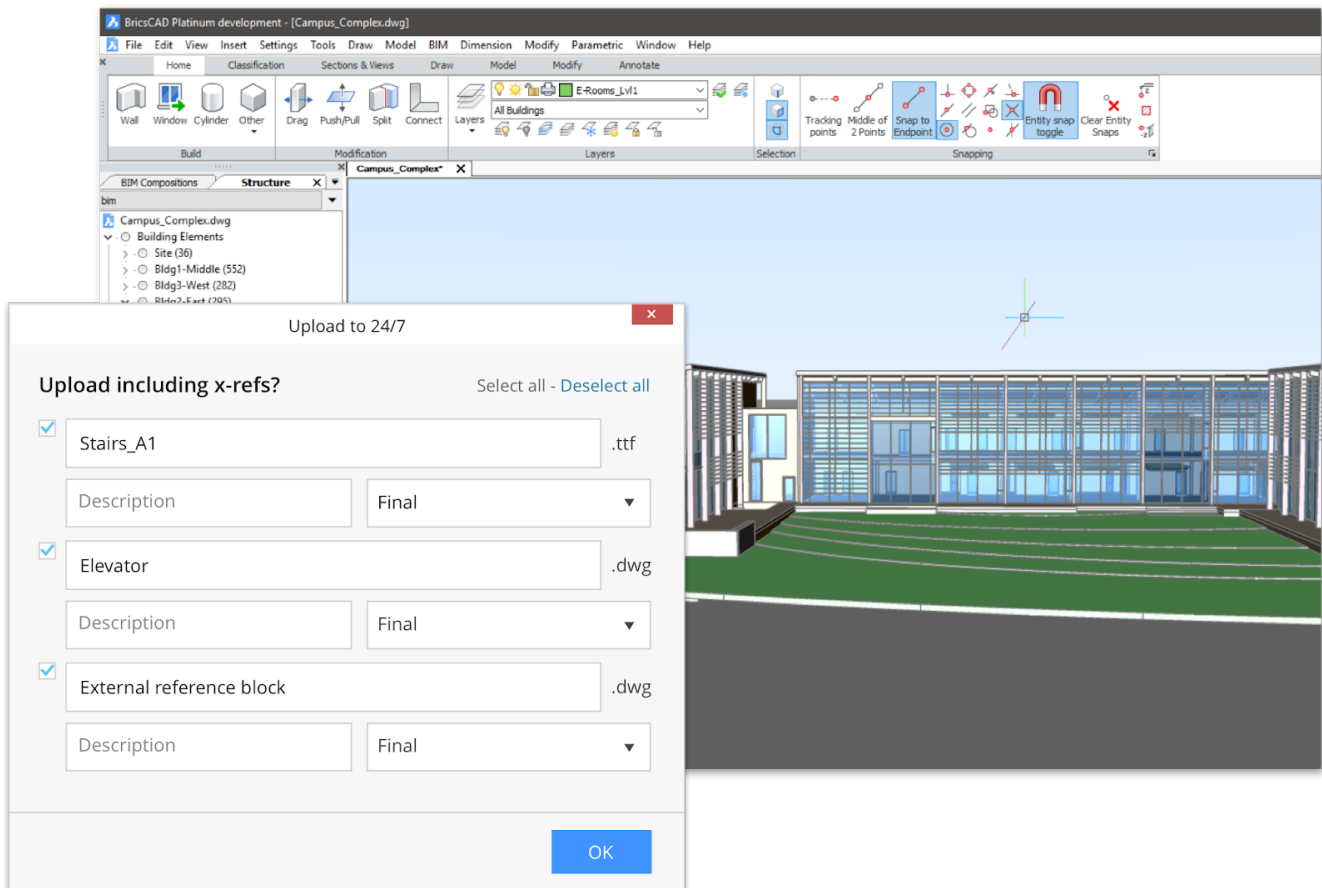 BricsCAD Platinum development - [Campus_Complex.dwg]
File Edit View Insert Settings Tools Draw Model BIM Dimension Modify Parametric Window Help
Home Classification Sections & Views Draw Model Modify Annotate
E-Rooms_Lvl1
All Buildings
Wall Window Cylinder Other Drag Push/Pull Split Connect Layers
Tracking points Middle of 2 Points Snap to Endpoint Entity snap toggle Clear Entity Snaps
Build Modification Layers Selection Snapping
Campus_Complex*
BIM Compositions Structure
bim
Campus_Complex.dwg
Building Elements
Site (36)
Bldg1-Middle (552)
Bldg3-West (282)
Bldg2-East (295)
Upload to 24/7
Upload including x-refs? Select all - Deselect all
Stairs_A1 .ttf
Description Final
Elevator .dwg
Description Final
External reference block .dwg
Description Final
OK